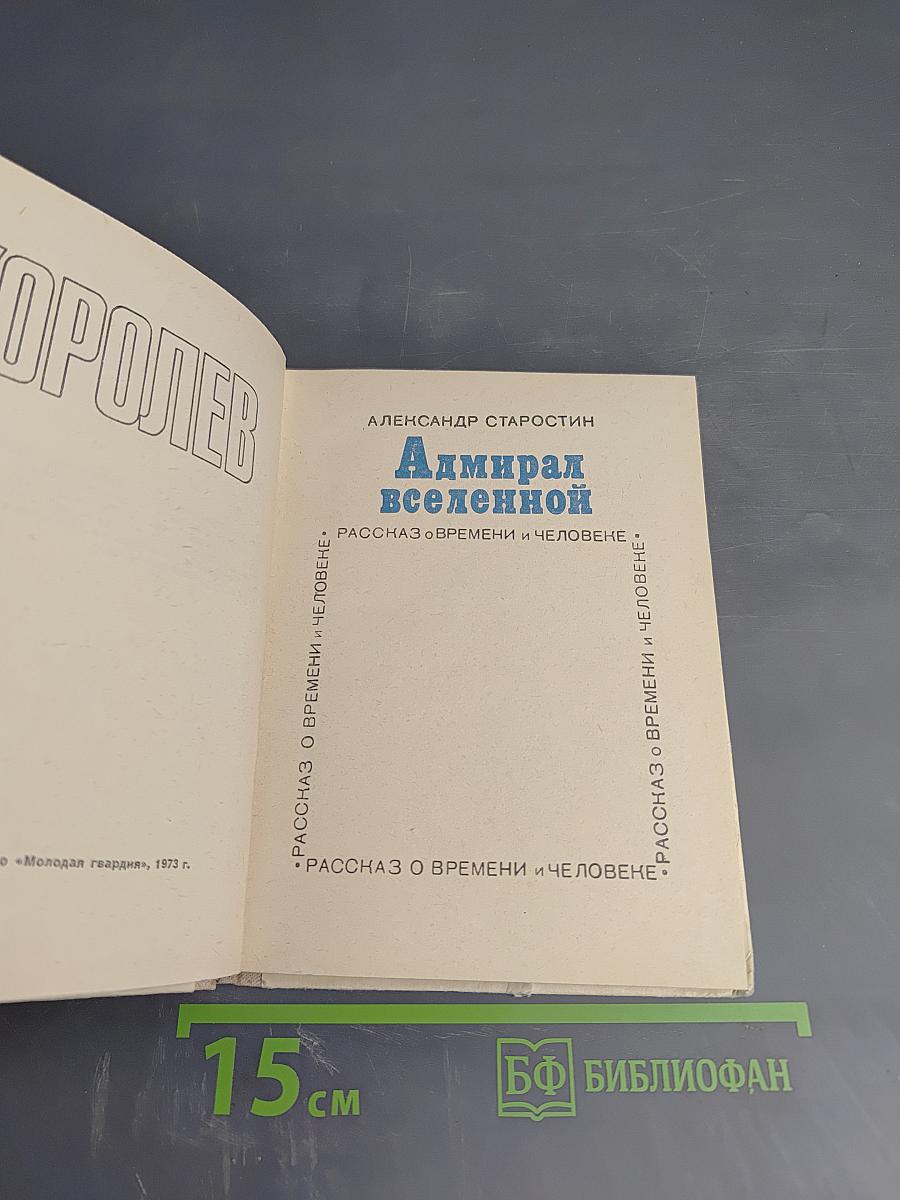 КОРОЛЕВ
«Молодая гвардия», 1973 г.
АЛЕКСАНДР СТАРОСТИН
Адмирал
вселенной
РАССКАЗ о ВРЕМЕНИ и ЧЕЛОВЕКЕ •
• РАССКАЗ О ВРЕМЕНИ и ЧЕЛОВЕКЕ •
РАССКАЗ о ВРЕМЕНИ и ЧЕЛОВЕКЕ •
• РАССКАЗ О ВРЕМЕНИ и ЧЕЛОВЕКЕ •
15 см
БФ БИБЛИОФАН